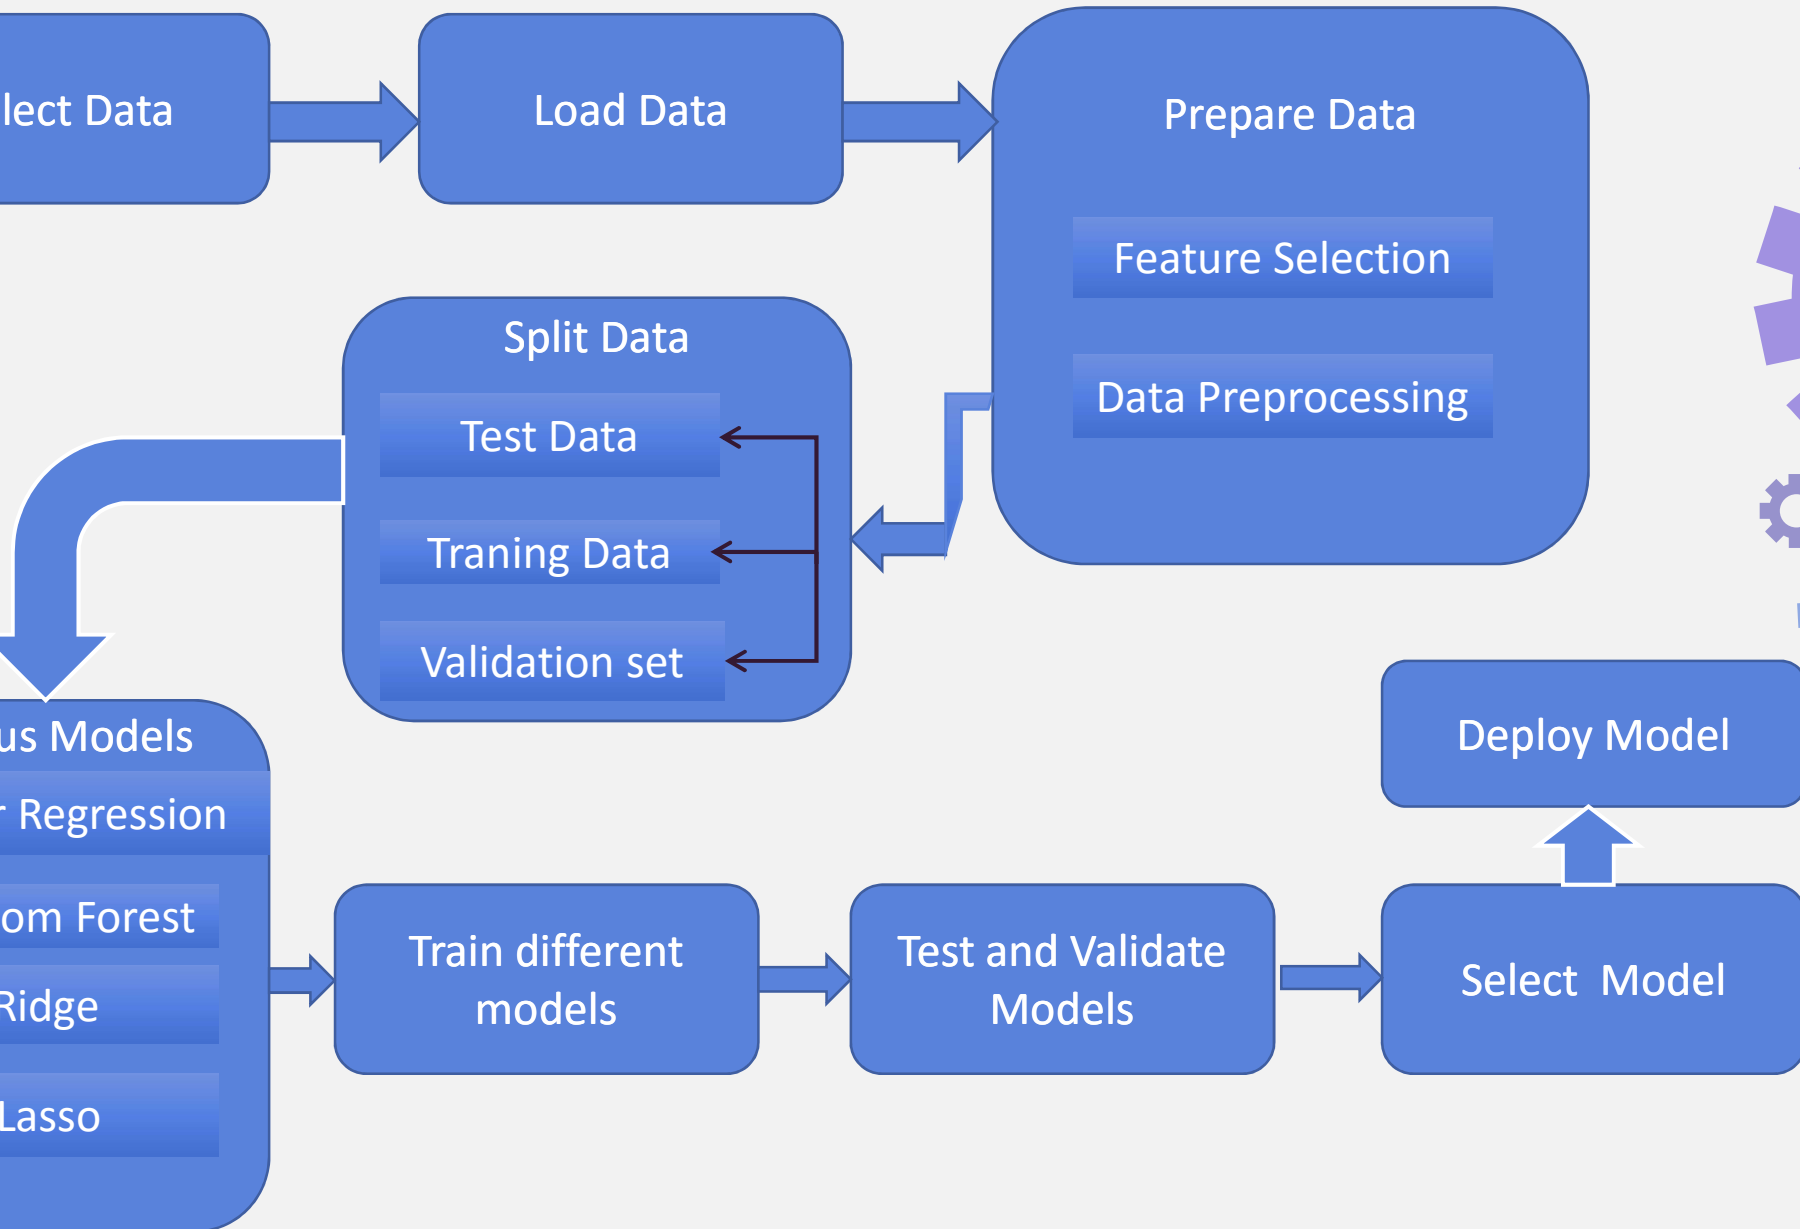 lect Data
Load Data
Prepare Data
Feature Selection
Data Preprocessing
Split Data
Test Data
Traning Data
Validation set
us Models
r Regression
om Forest
Ridge
Lasso
Train different
models
Test and Validate
Models
Select Model
Deploy Model